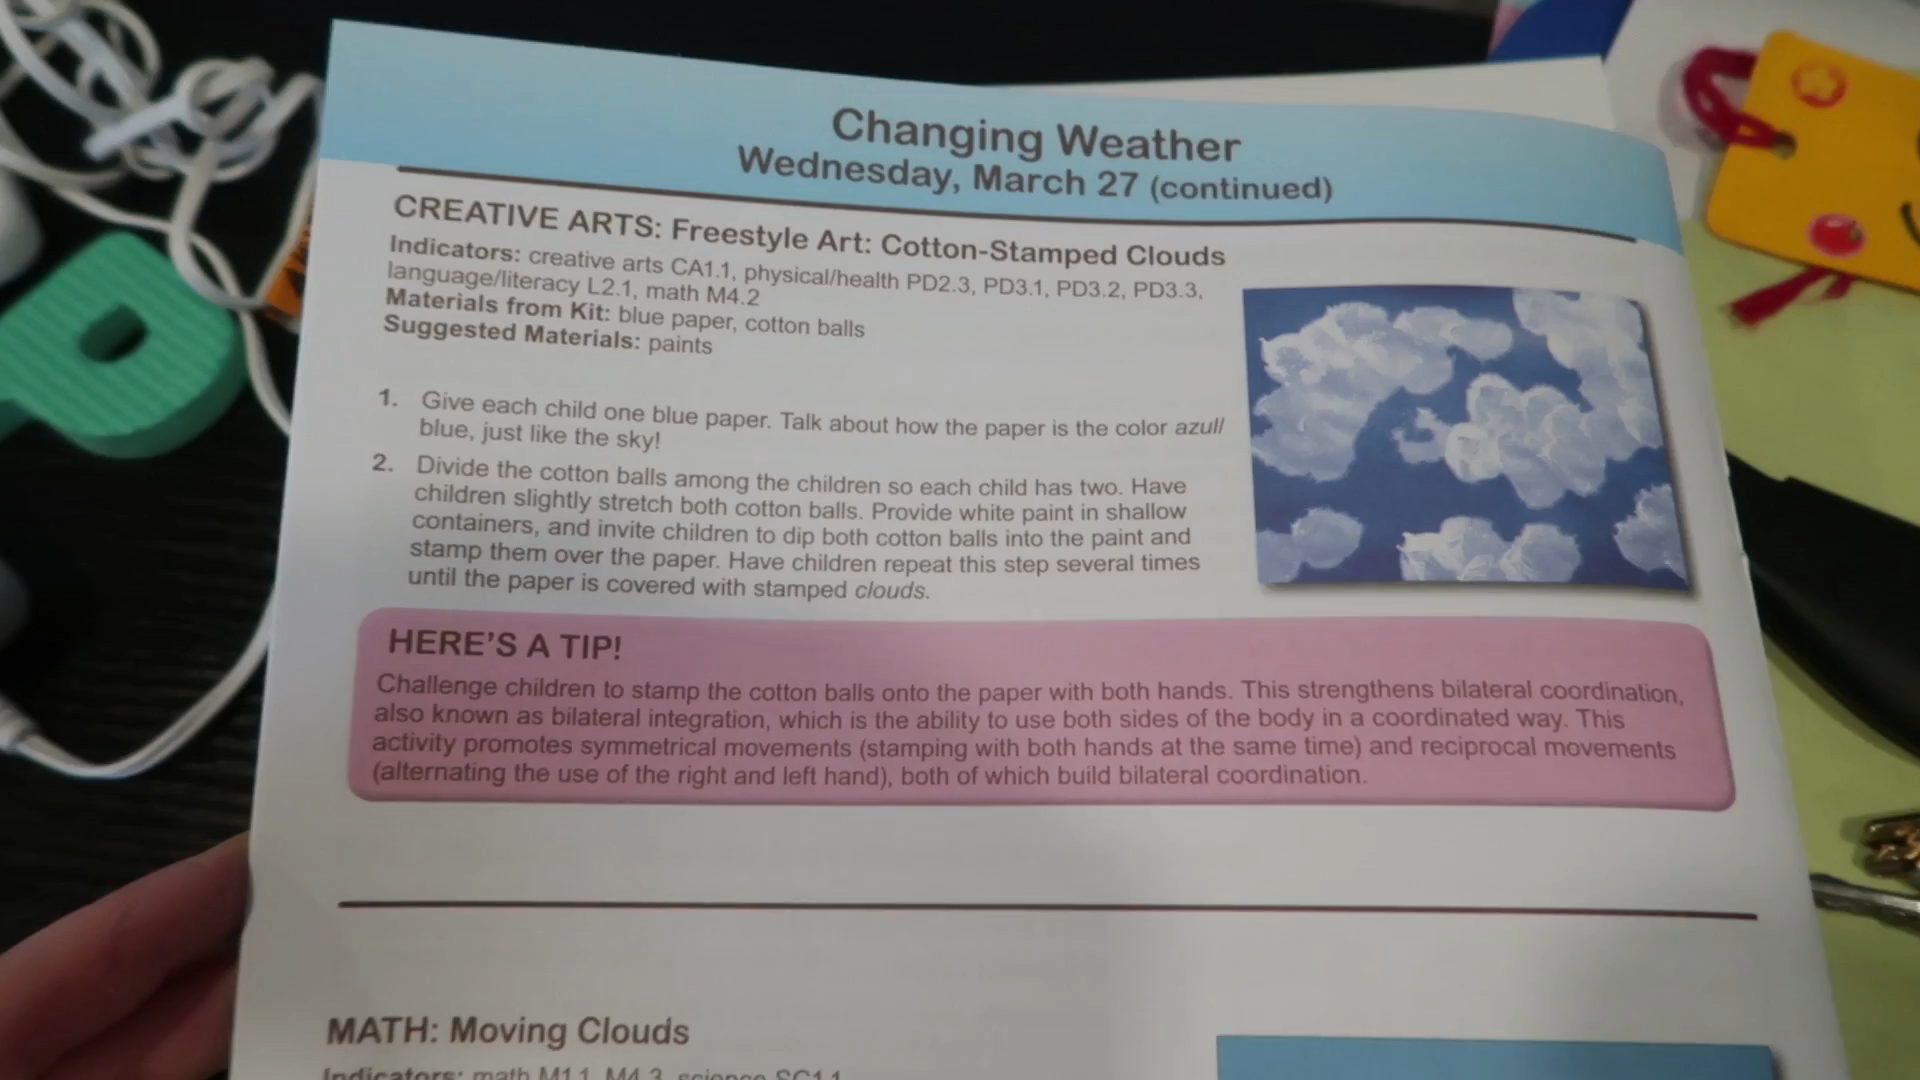 Changing Weather
Wednesday, March 27 (continued)
CREATIVE ARTS: Freestyle Art: Cotton-Stamped Clouds
Indicators: creative arts CA1.1, physical/health PD2.3, PD3.1, PD3.2, PD3.3,
language/literacy L2.1, math M4.2
Materials from Kit: blue paper, cotton balls
Suggested Materials: paints
1. Give each child one blue paper. Talk about how the paper is the color azul/
blue, just like the sky!
2. Divide the cotton balls among the children so each child has two. Have
children slightly stretch both cotton balls. Provide white paint in shallow
containers, and invite children to dip both cotton balls into the paint and
stamp them over the paper. Have children repeat this step several times
until the paper is covered with stamped clouds.
HERE'S A TIP!
Challenge children to stamp the cotton balls onto the paper with both hands. This strengthens bilateral coordination,
also known as bilateral integration, which is the ability to use both sides of the body in a coordinated way. This
activity promotes symmetrical movements (stamping with both hands at the same time) and reciprocal movements
(alternating the use of the right and left hand), both of which build bilateral coordination.
MATH: Moving Clouds
Indicators: math M1.1, M4.3, science SC1.1